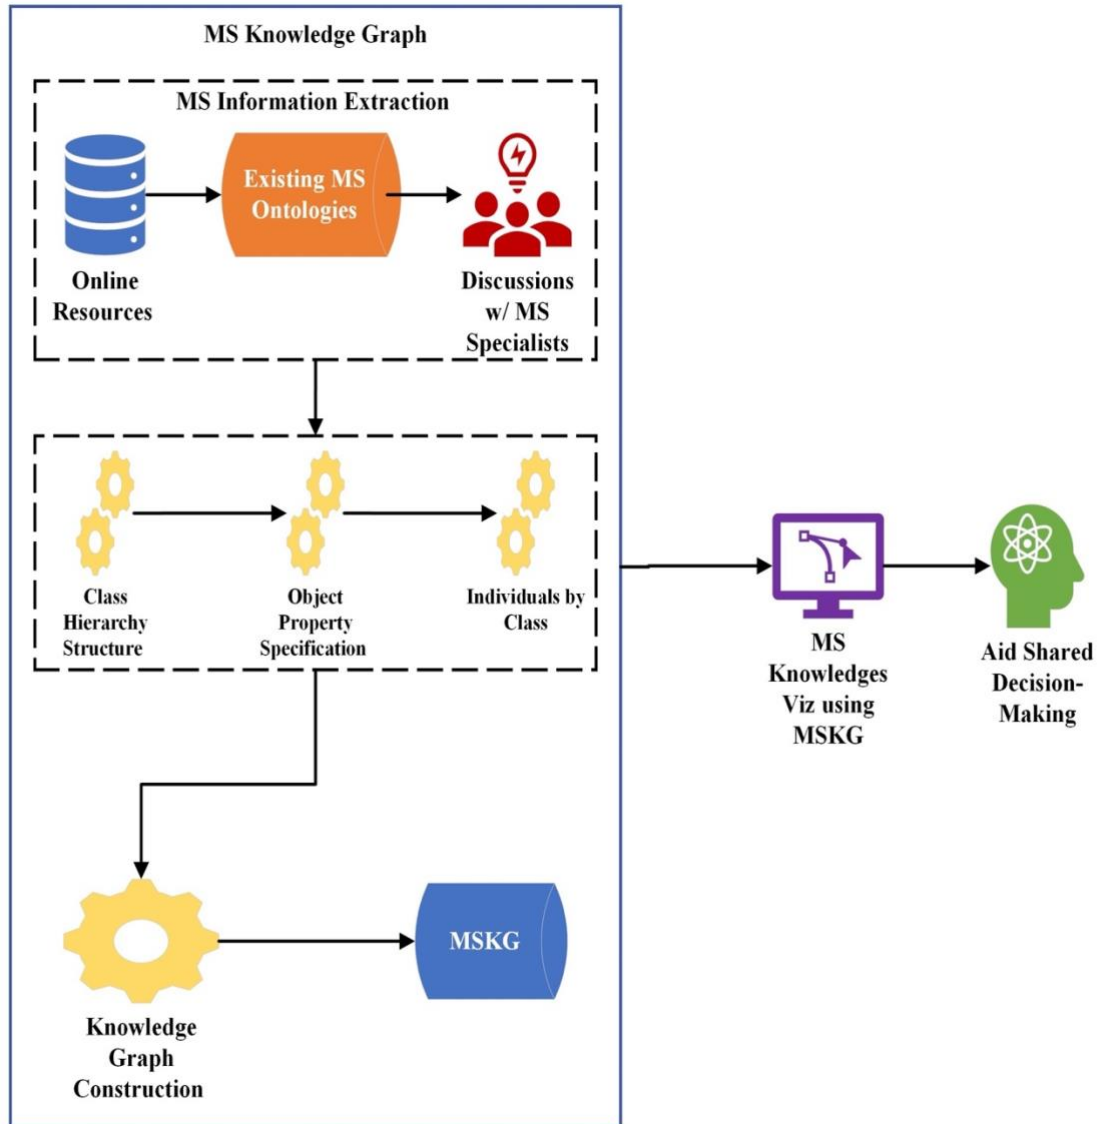 MS Knowledge Graph
MS Information Extraction
Existing MS
Ontologies
Online
Resources
Discussions
w/ MS
Specialists
Class
Hierarchy
Structure
Object
Property
Specification
Individuals by
Class
MS
Knowledges
Viz using
MSKG
Aid Shared
Decision-
Making
MSKG
Knowledge
Graph
Construction